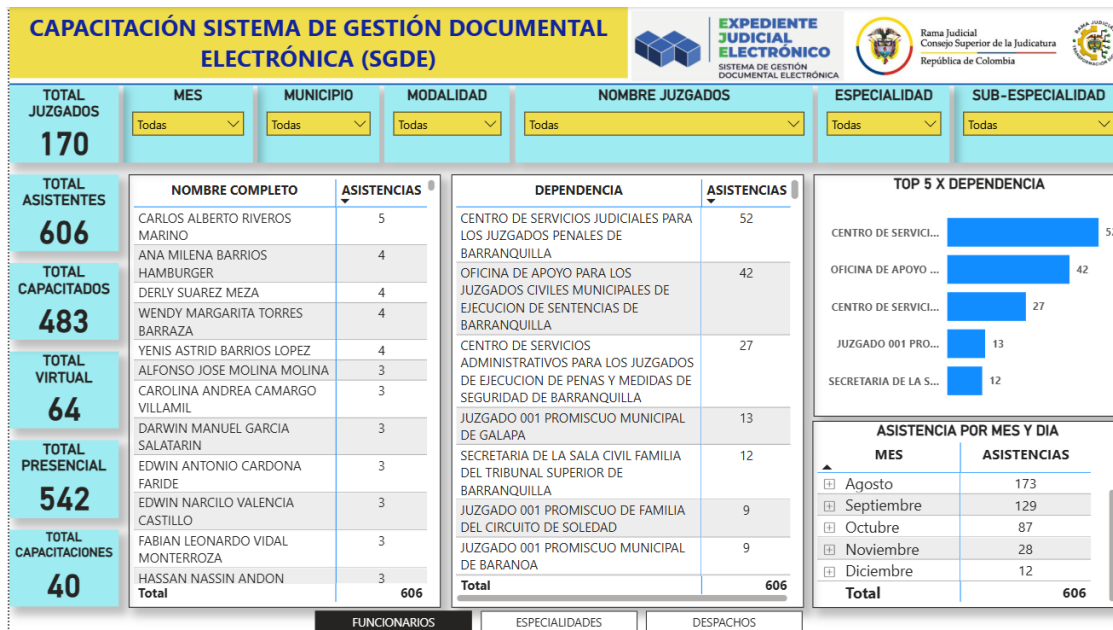 CAPACITACIÓN SISTEMA DE GESTIÓN DOCUMENTAL
ELECTRÓNICA (SGDE)
EXPEDIENTE
JUDICIAL
ELECTRÓNICO
SISTEMA DE GESTIÓN
DOCUMENTAL ELECTRÓNICA
Rama Judicial
Consejo Superior de la Judicatura
República de Colombia
TOTAL
JUZGADOS
170
MES
Todas
MUNICIPIO
Todas
MODALIDAD
Todas
NOMBRE JUZGADOS
Todas
ESPECIALIDAD
Todas
SUB-ESPECIALIDAD
Todas
TOTAL
ASISTENTES
606
TOTAL
CAPACITADOS
483
TOTAL
VIRTUAL
64
TOTAL
PRESENCIAL
542
TOTAL
CAPACITACIONES
40
NOMBRE COMPLETO ASISTENCIAS
CARLOS ALBERTO RIVEROS 5
MARINO
ANA MILENA BARRIOS 4
HAMBURGER
DERLY SUAREZ MEZA 4
WENDY MARGARITA TORRES 4
BARRAZA
YENIS ASTRID BARRIOS LOPEZ 4
ALFONSO JOSE MOLINA MOLINA 3
CAROLINA ANDREA CAMARGO 3
VILLAMIL
DARWIN MANUEL GARCIA 3
SALATARIN
EDWIN ANTONIO CARDONA 3
FARIDE
EDWIN NARCILO VALENCIA 3
CASTILLO
FABIAN LEONARDO VIDAL 3
MONTERROZA
HASSAN NASSIN ANDON 3
Total 606
DEPENDENCIA ASISTENCIAS
CENTRO DE SERVICIOS JUDICIALES PARA 52
LOS JUZGADOS PENALES DE
BARRANQUILLA
OFICINA DE APOYO PARA LOS 42
JUZGADOS CIVILES MUNICIPALES DE
EJECUCION DE SENTENCIAS DE
BARRANQUILLA
CENTRO DE SERVICIOS 27
ADMINISTRATIVOS PARA LOS JUZGADOS
DE EJECUCION DE PENAS Y MEDIDAS DE
SEGURIDAD DE BARRANQUILLA
JUZGADO 001 PROMISCUO MUNICIPAL 13
DE GALAPA
SECRETARIA DE LA SALA CIVIL FAMILIA 12
DEL TRIBUNAL SUPERIOR DE
BARRANQUILLA
JUZGADO 001 PROMISCUO DE FAMILIA 9
DEL CIRCUITO DE SOLEDAD
JUZGADO 001 PROMISCUO MUNICIPAL 9
DE BARANOA
Total 606
TOP 5 X DEPENDENCIA
CENTRO DE SERVICI...
OFICINA DE APOYO ... 42
CENTRO DE SERVICI... 27
JUZGADO 001 PRO... 13
SECRETARIA DE LA S... 12
ASISTENCIA POR MES Y DIA
MES ASISTENCIAS
Agosto 173
Septiembre 129
Octubre 87
Noviembre 28
Diciembre 12
Total 606
FUNCIONARIOS
ESPECIALIDADES
DESPACHOS